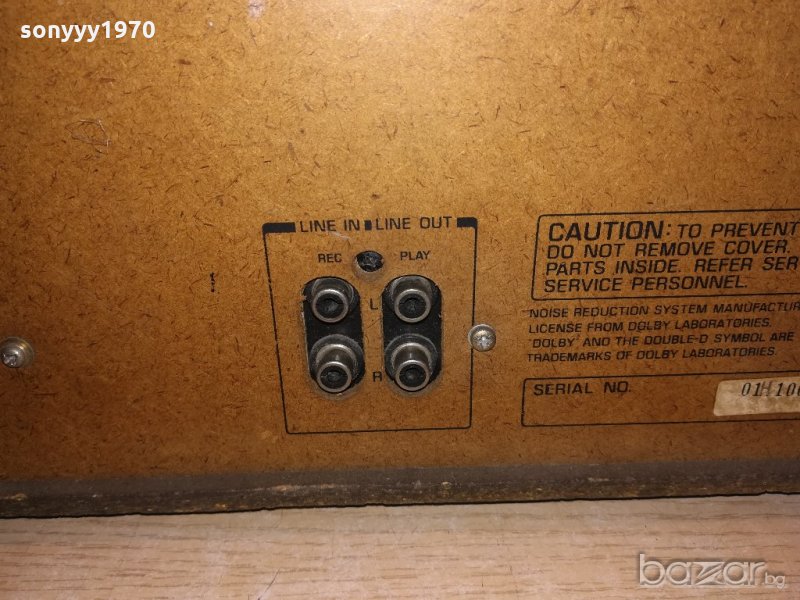 sonyyy1970
LINE IN LINE OUT
REC PLAY
L
R
CAUTION: TO PREVENT
DO NOT REMOVE COVER.
PARTS INSIDE. REFER SER
SERVICE PERSONNEL.
NOISE REDUCTION SYSTEM MANUFACTUR
LICENSE FROM DOLBY LABORATORIES.
'DOLBY' AND THE DOUBLE-D SYMBOL ARE
TRADEMARKS OF DOLBY LABORATORIES.
SERIAL NO.
bazar.bg